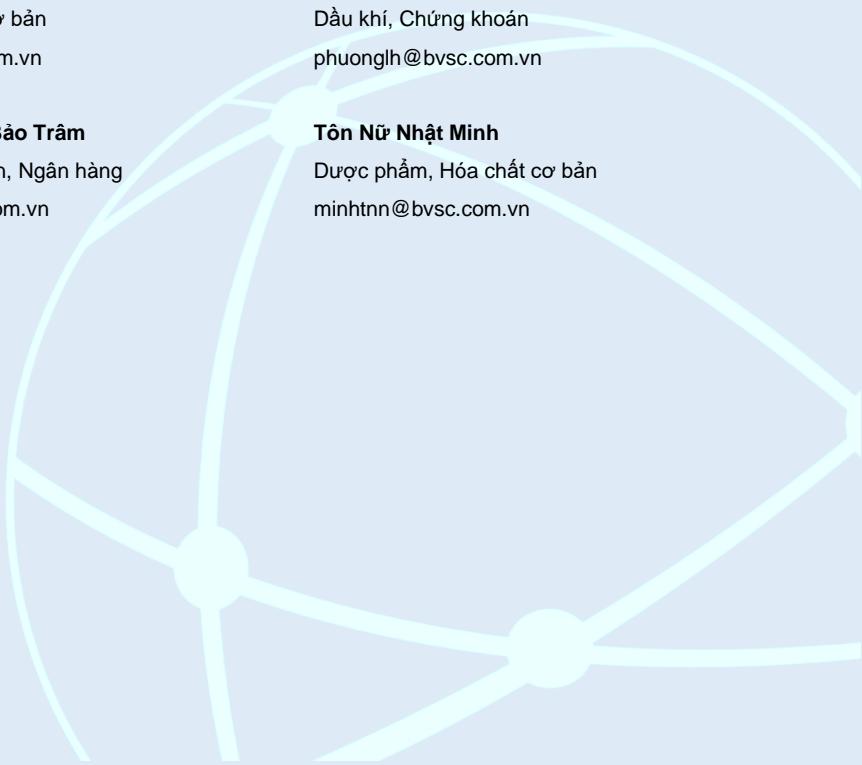 ơ bản
m.vn
Dầu khí, Chứng khoán
phuonglh@bvsc.com.vn
Bảo Trâm
n, Ngân hàng
om.vn
Tôn Nữ Nhật Minh
Dược phẩm, Hóa chất cơ bản
minhtnn@bvsc.com.vn